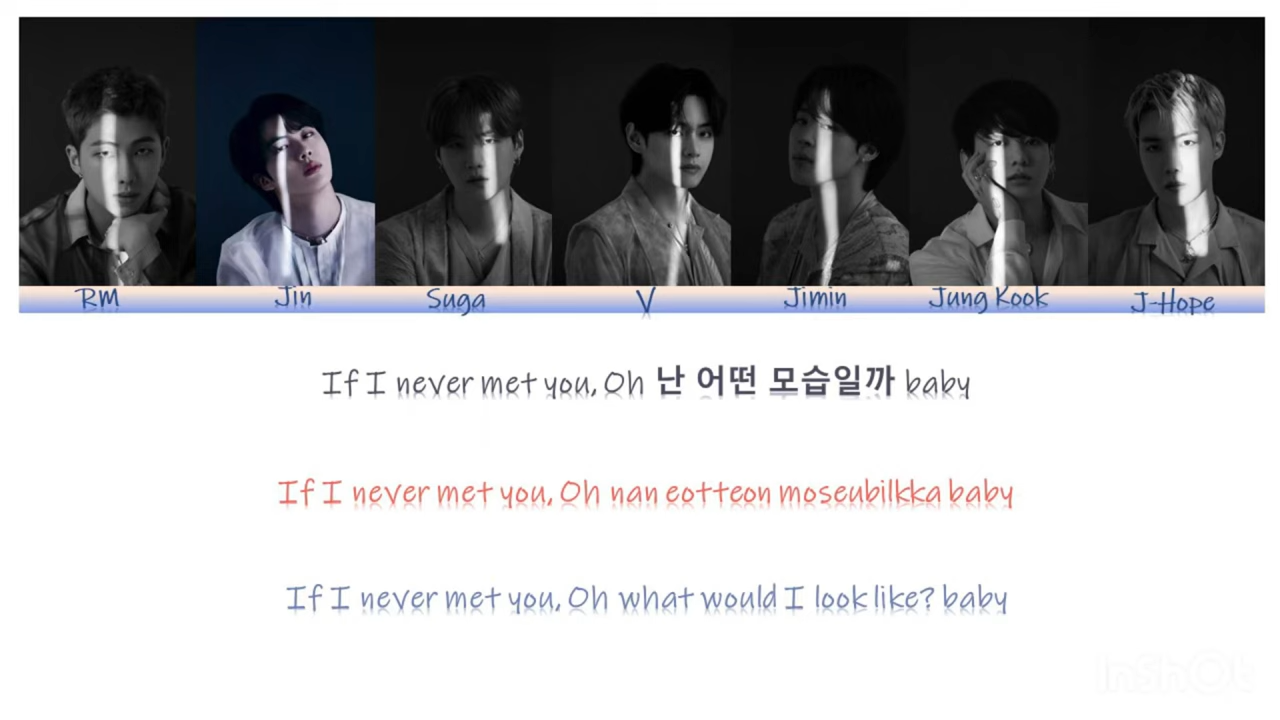 RM Jin Suga V Jimin Jung Kook J-Hope
If I never met you, Oh 난 어떤 모습일까 baby
If I never met you, Oh nan eotteon moseubilkka baby
If I never met you, Oh what would I look like? baby
InShOt